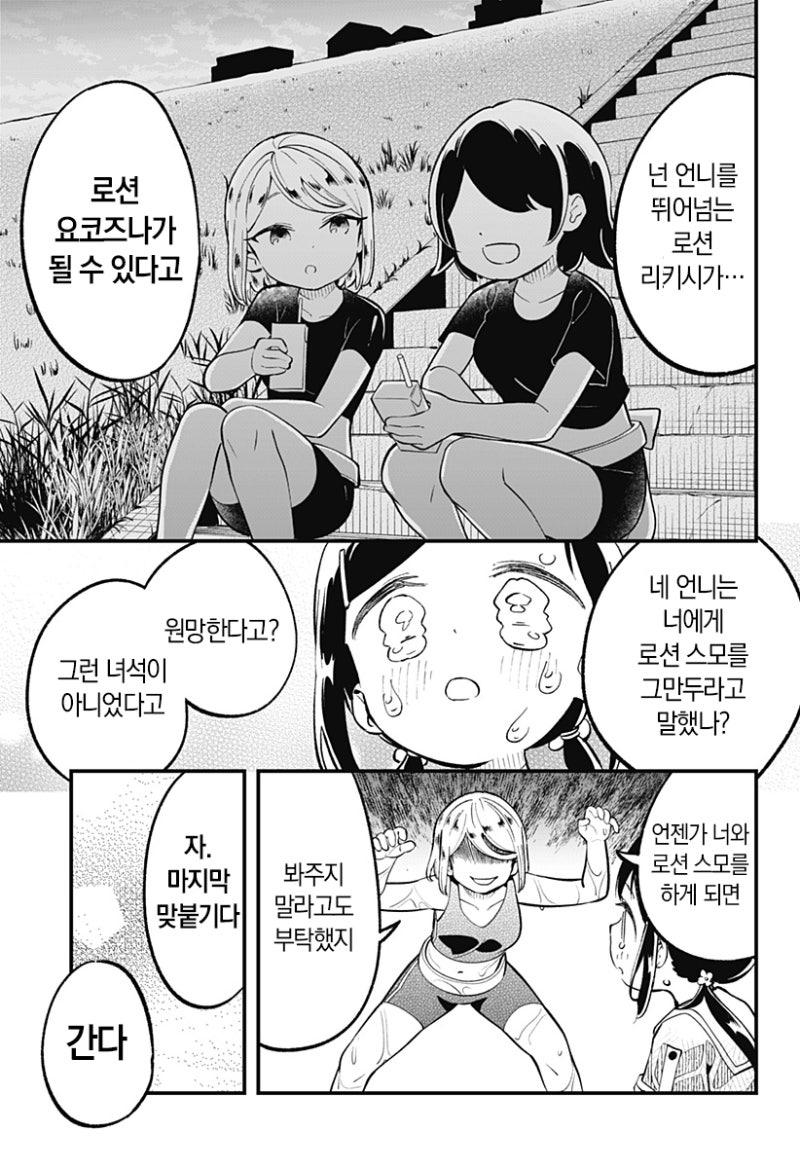 넌 언니를
뛰어넘는
로션
리키시가…
로션
요코즈나가
될 수 있다고
네 언니는
너에게
로션 스모를
그만두라고
말했나?
원망한다고?
그런 녀석이
아니었다고
언젠가 너와
로션 스모를
하게 되면
봐주지
말라고도
부탁했지
자.
마지막
맞붙기다
간다